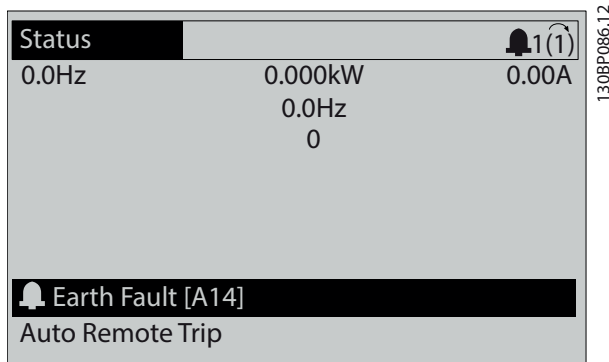 Status 1(1)
0.0Hz 0.000kW 0.00A
0.0Hz
0
Earth Fault [A14]
Auto Remote Trip
130BP086.12